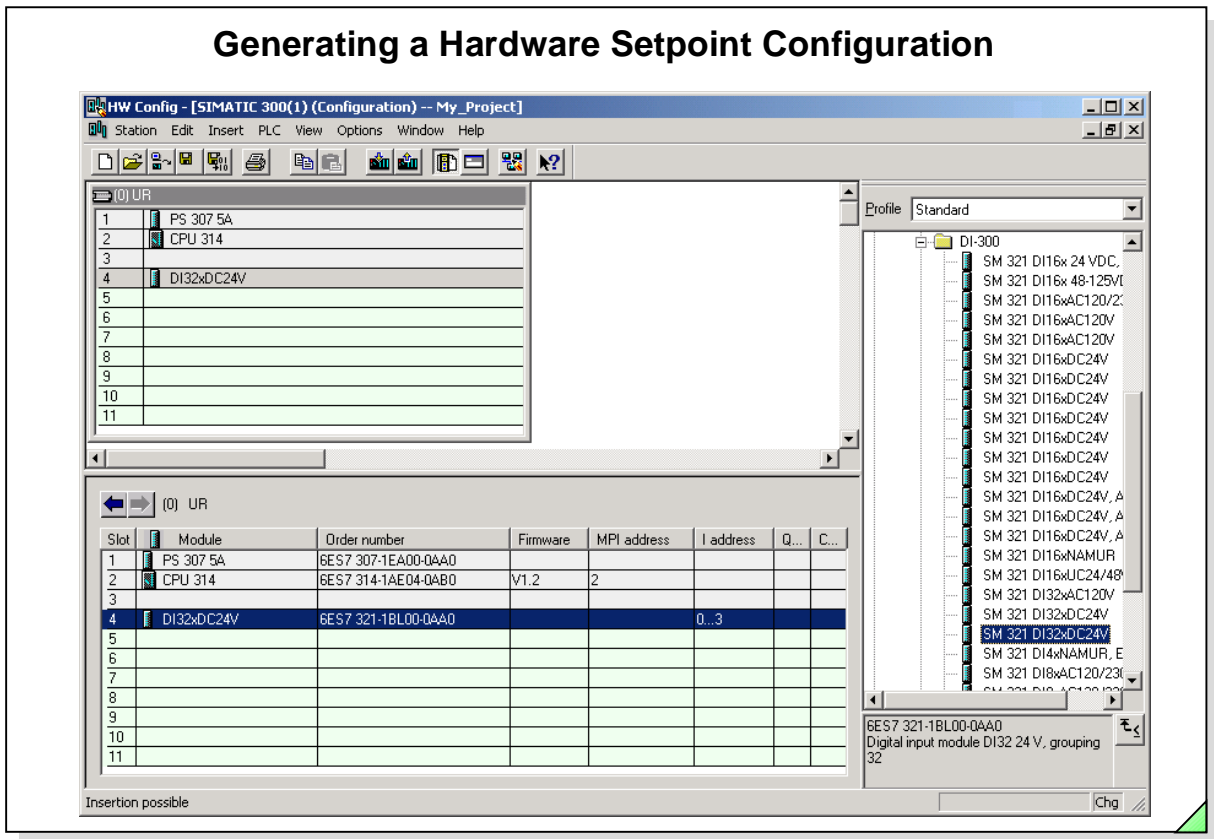 Generating a Hardware Setpoint Configuration
HW Config - [SIMATIC 300(1) (Configuration) -- My_Project]
Station Edit Insert PLC View Options Window Help
(0) UR
1 PS 307 5A
2 CPU 314
3
4 DI32xDC24V
5
6
7
8
9
10
11
Profile Standard
DI-300
SM 321 DI16x 24 VDC,
SM 321 DI16x 48-125V
SM 321 DI16xAC120/23
SM 321 DI16xAC120V
SM 321 DI16xAC120V
SM 321 DI16xDC24V
SM 321 DI16xDC24V
SM 321 DI16xDC24V
SM 321 DI16xDC24V
SM 321 DI16xDC24V
SM 321 DI16xDC24V
SM 321 DI16xDC24V
SM 321 DI16xDC24V, A
SM 321 DI16xDC24V, A
SM 321 DI16xDC24V, A
SM 321 DI16xNAMUR
SM 321 DI16xUC24/48
SM 321 DI32xAC120V
SM 321 DI32xDC24V
SM 321 DI32xDC24V
SM 321 DI4xNAMUR, E
SM 321 DI8xAC120/230
(0) UR
Slot Module Order number Firmware MPI address I address Q... C...
1 PS 307 5A 6ES7 307-1EA00-0AA0
2 CPU 314 6ES7 314-1AE04-0AB0 V1.2 2
3
4 DI32xDC24V 6ES7 321-1BL00-0AA0 0...3
5
6
7
8
9
10
11
6ES7 321-1BL00-0AA0
Digital input module DI32 24 V, grouping
32
Insertion possible
Chg